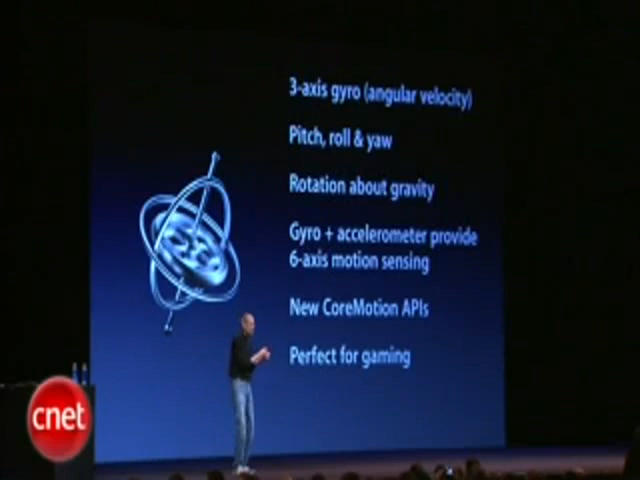 3-axis gyro (angular velocity)
Pitch, roll & yaw
Rotation about gravity
Gyro + accelerometer provide
6-axis motion sensing
New CoreMotion APIs
Perfect for gaming
cnet